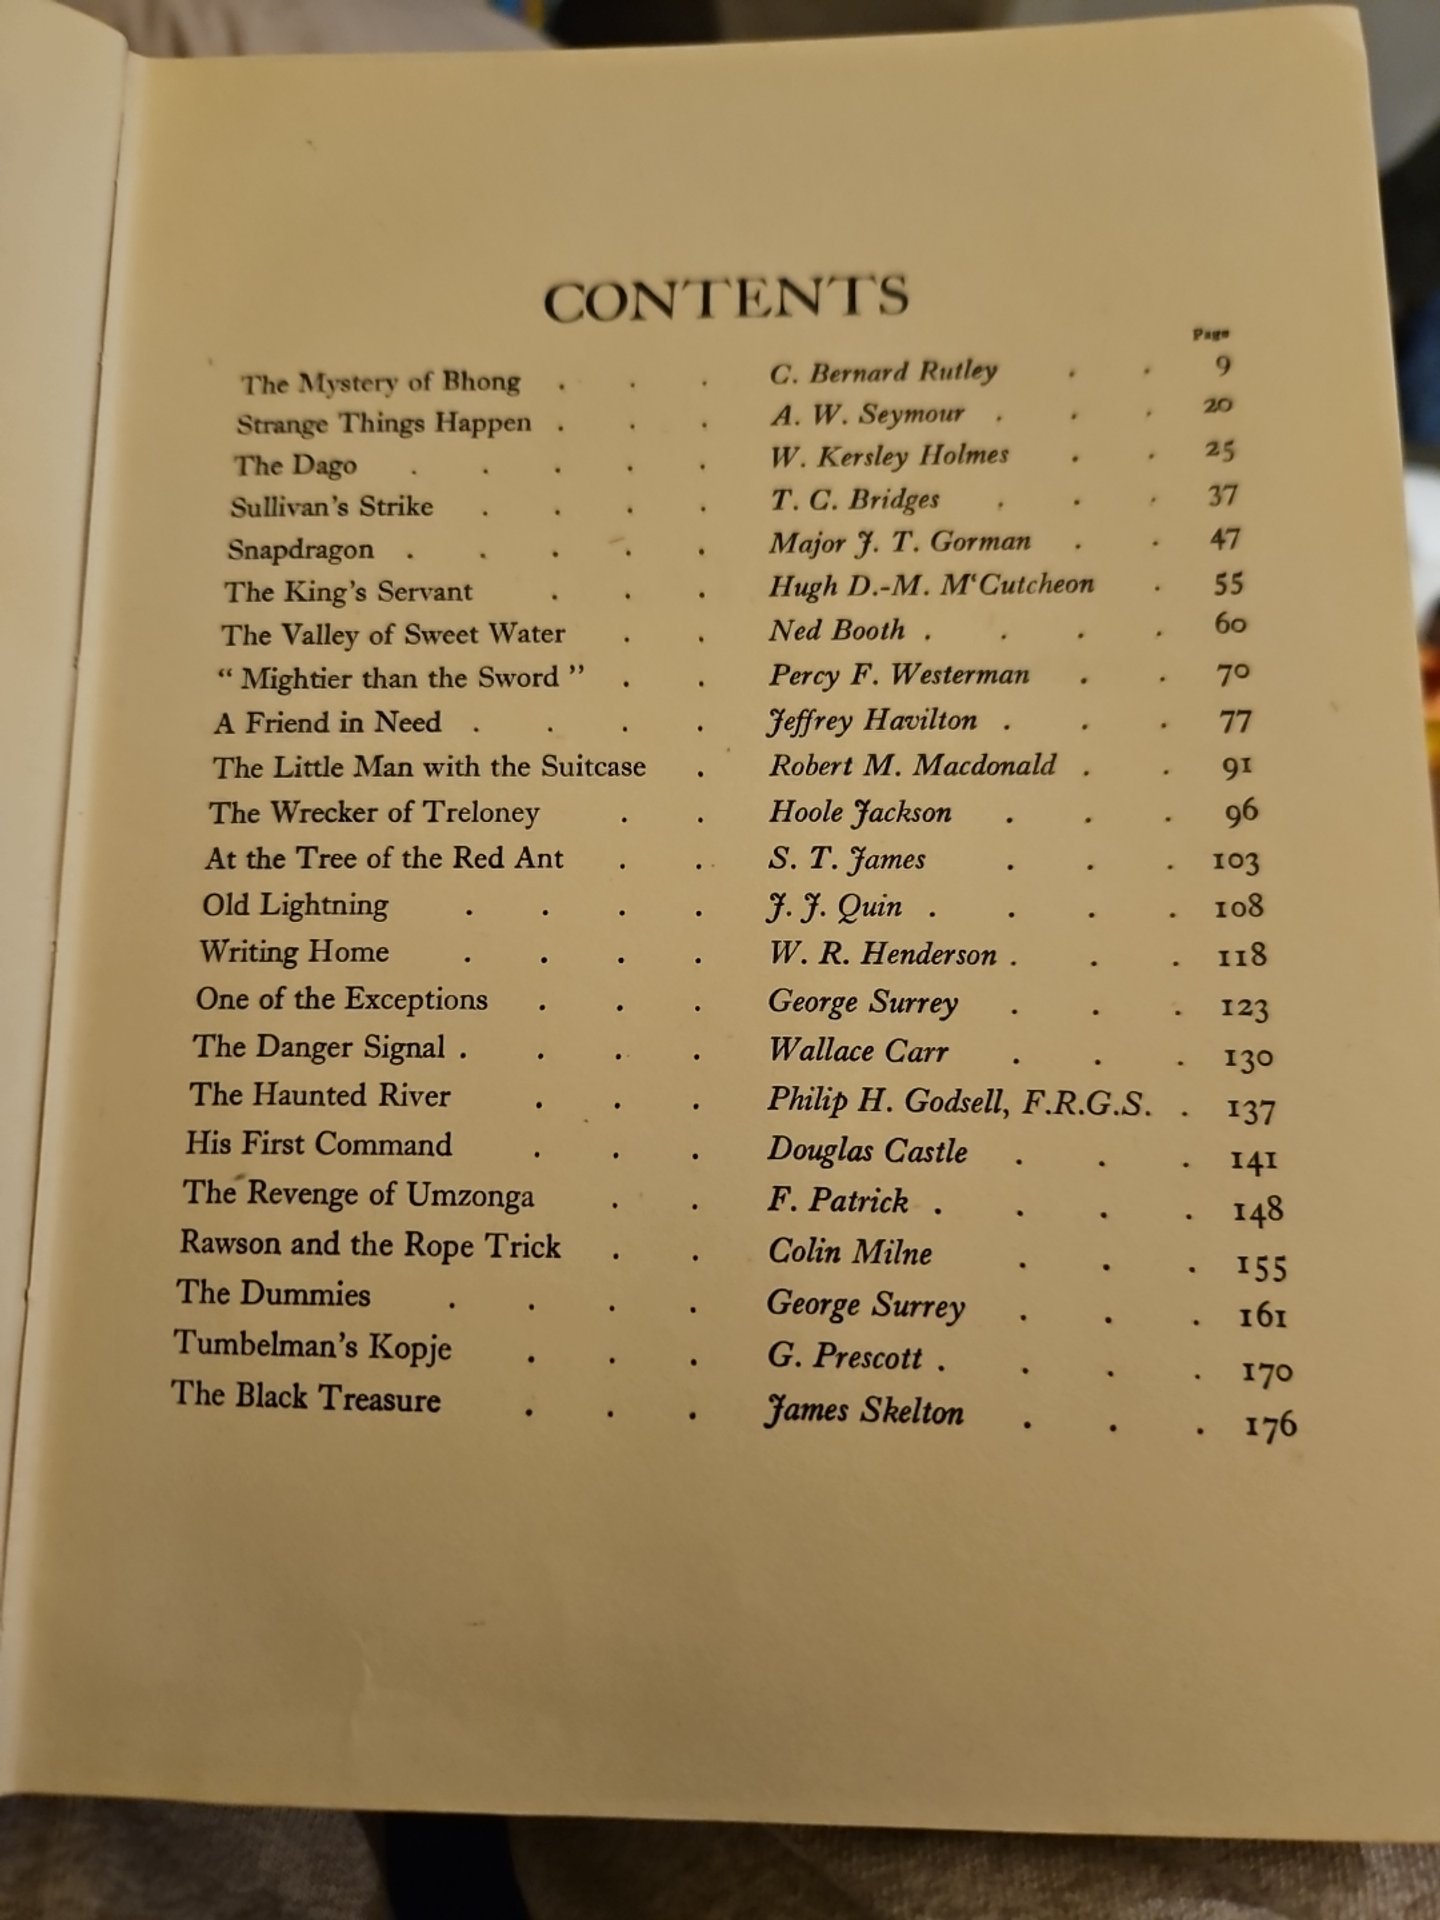 CONTENTS
Page
The Mystery of Bhong . . . C. Bernard Rutley . . 9
Strange Things Happen . . . A. W. Seymour . . . 20
The Dago . . . . . W. Kersley Holmes . . 25
Sullivan's Strike . . . . T. C. Bridges . . . 37
Snapdragon . . . . . Major J. T. Gorman . . 47
The King's Servant . . . Hugh D.-M. M'Cutcheon . 55
The Valley of Sweet Water . . Ned Booth . . . . 60
“ Mightier than the Sword ” . . Percy F. Westerman . . 70
A Friend in Need . . . . Jeffrey Havilton . . . 77
The Little Man with the Suitcase . Robert M. Macdonald . . 91
The Wrecker of Treloney . . Hoole Jackson . . . 96
At the Tree of the Red Ant . . S. T. James . . . 103
Old Lightning . . . . J. J. Quin . . . . 108
Writing Home . . . . W. R. Henderson . . . 118
One of the Exceptions . . . George Surrey . . . 123
The Danger Signal . . . . Wallace Carr . . . 130
The Haunted River . . . Philip H. Godsell, F.R.G.S. . 137
His First Command . . . Douglas Castle . . . 141
The Revenge of Umzonga . . F. Patrick . . . . 148
Rawson and the Rope Trick . . Colin Milne . . . 155
The Dummies . . . . George Surrey . . . 161
Tumbelman's Kopje . . . G. Prescott . . . . 170
The Black Treasure . . . James Skelton . . . 176